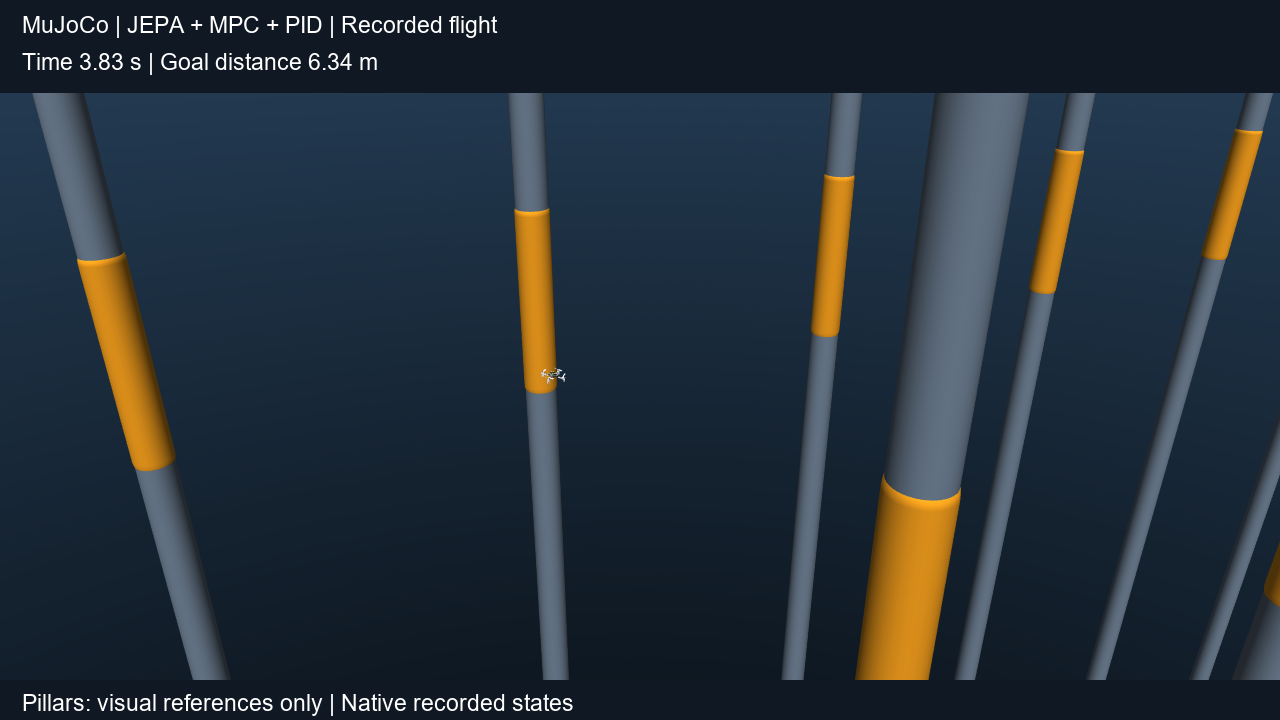 MuJoCo | JEPA + MPC + PID | Recorded flight
Time 3.83 s | Goal distance 6.34 m
Pillars: visual references only | Native recorded states